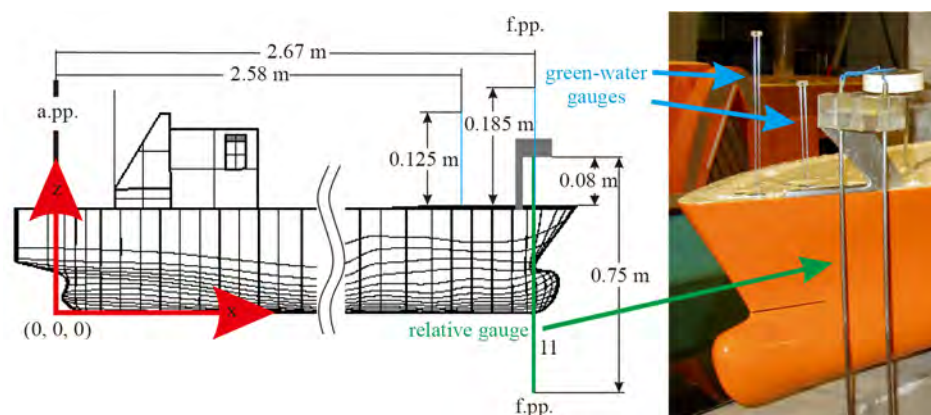 f.pp.
2.67 m
2.58 m
a.pp.
green-water
gauges
0.185 m
0.125 m
0.08 m
z
0.75 m
x
(0, 0, 0)
relative gauge
11
f.pp.